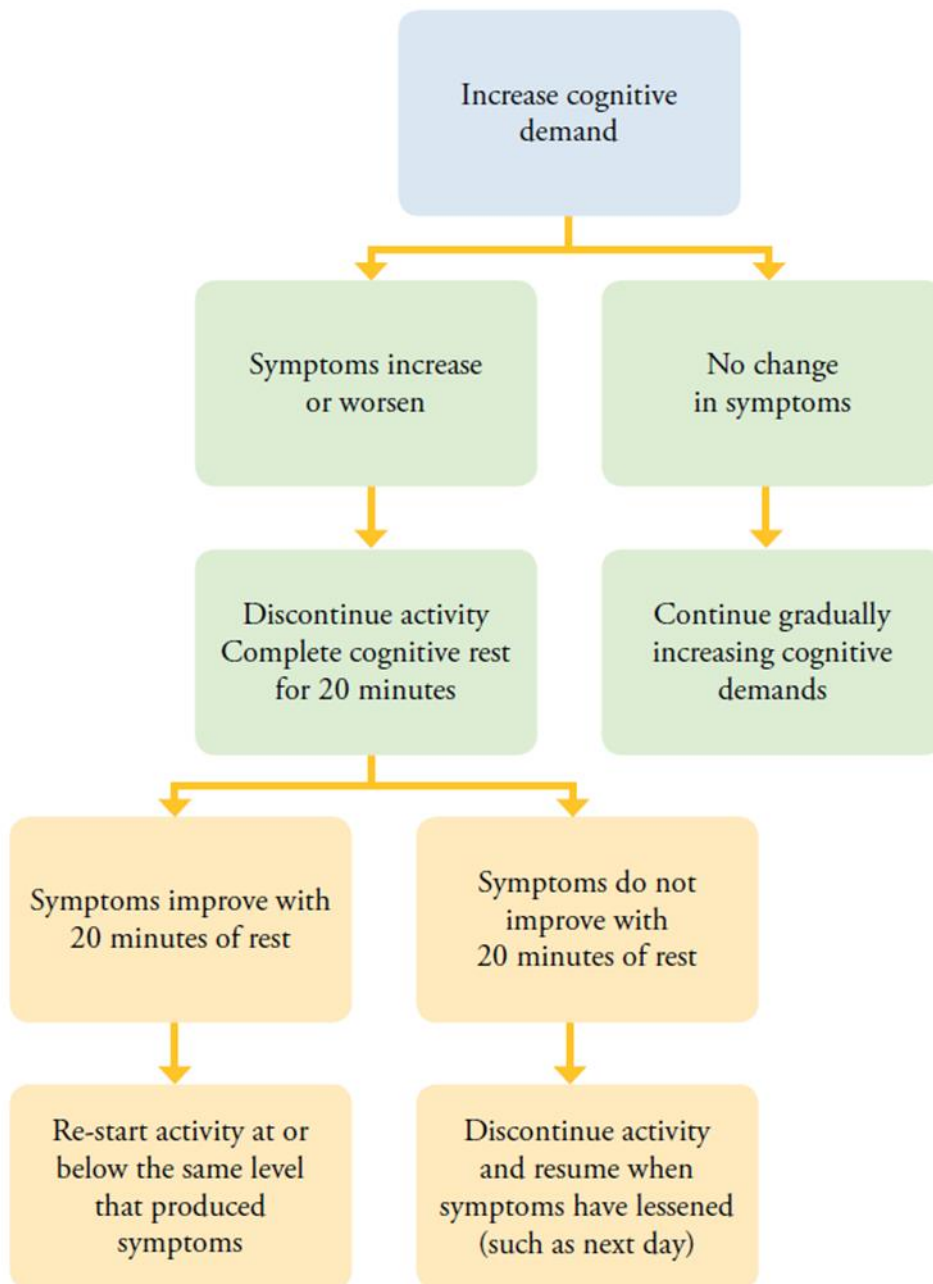 Increase cognitive
demand
Symptoms increase
or worsen
No change
in symptoms
Discontinue activity
Complete cognitive rest
for 20 minutes
Continue gradually
increasing cognitive
demands
Symptoms improve with
20 minutes of rest
Symptoms do not
improve with
20 minutes of rest
Re-start activity at or
below the same level
that produced
symptoms
Discontinue activity
and resume when
symptoms have lessened
(such as next day)